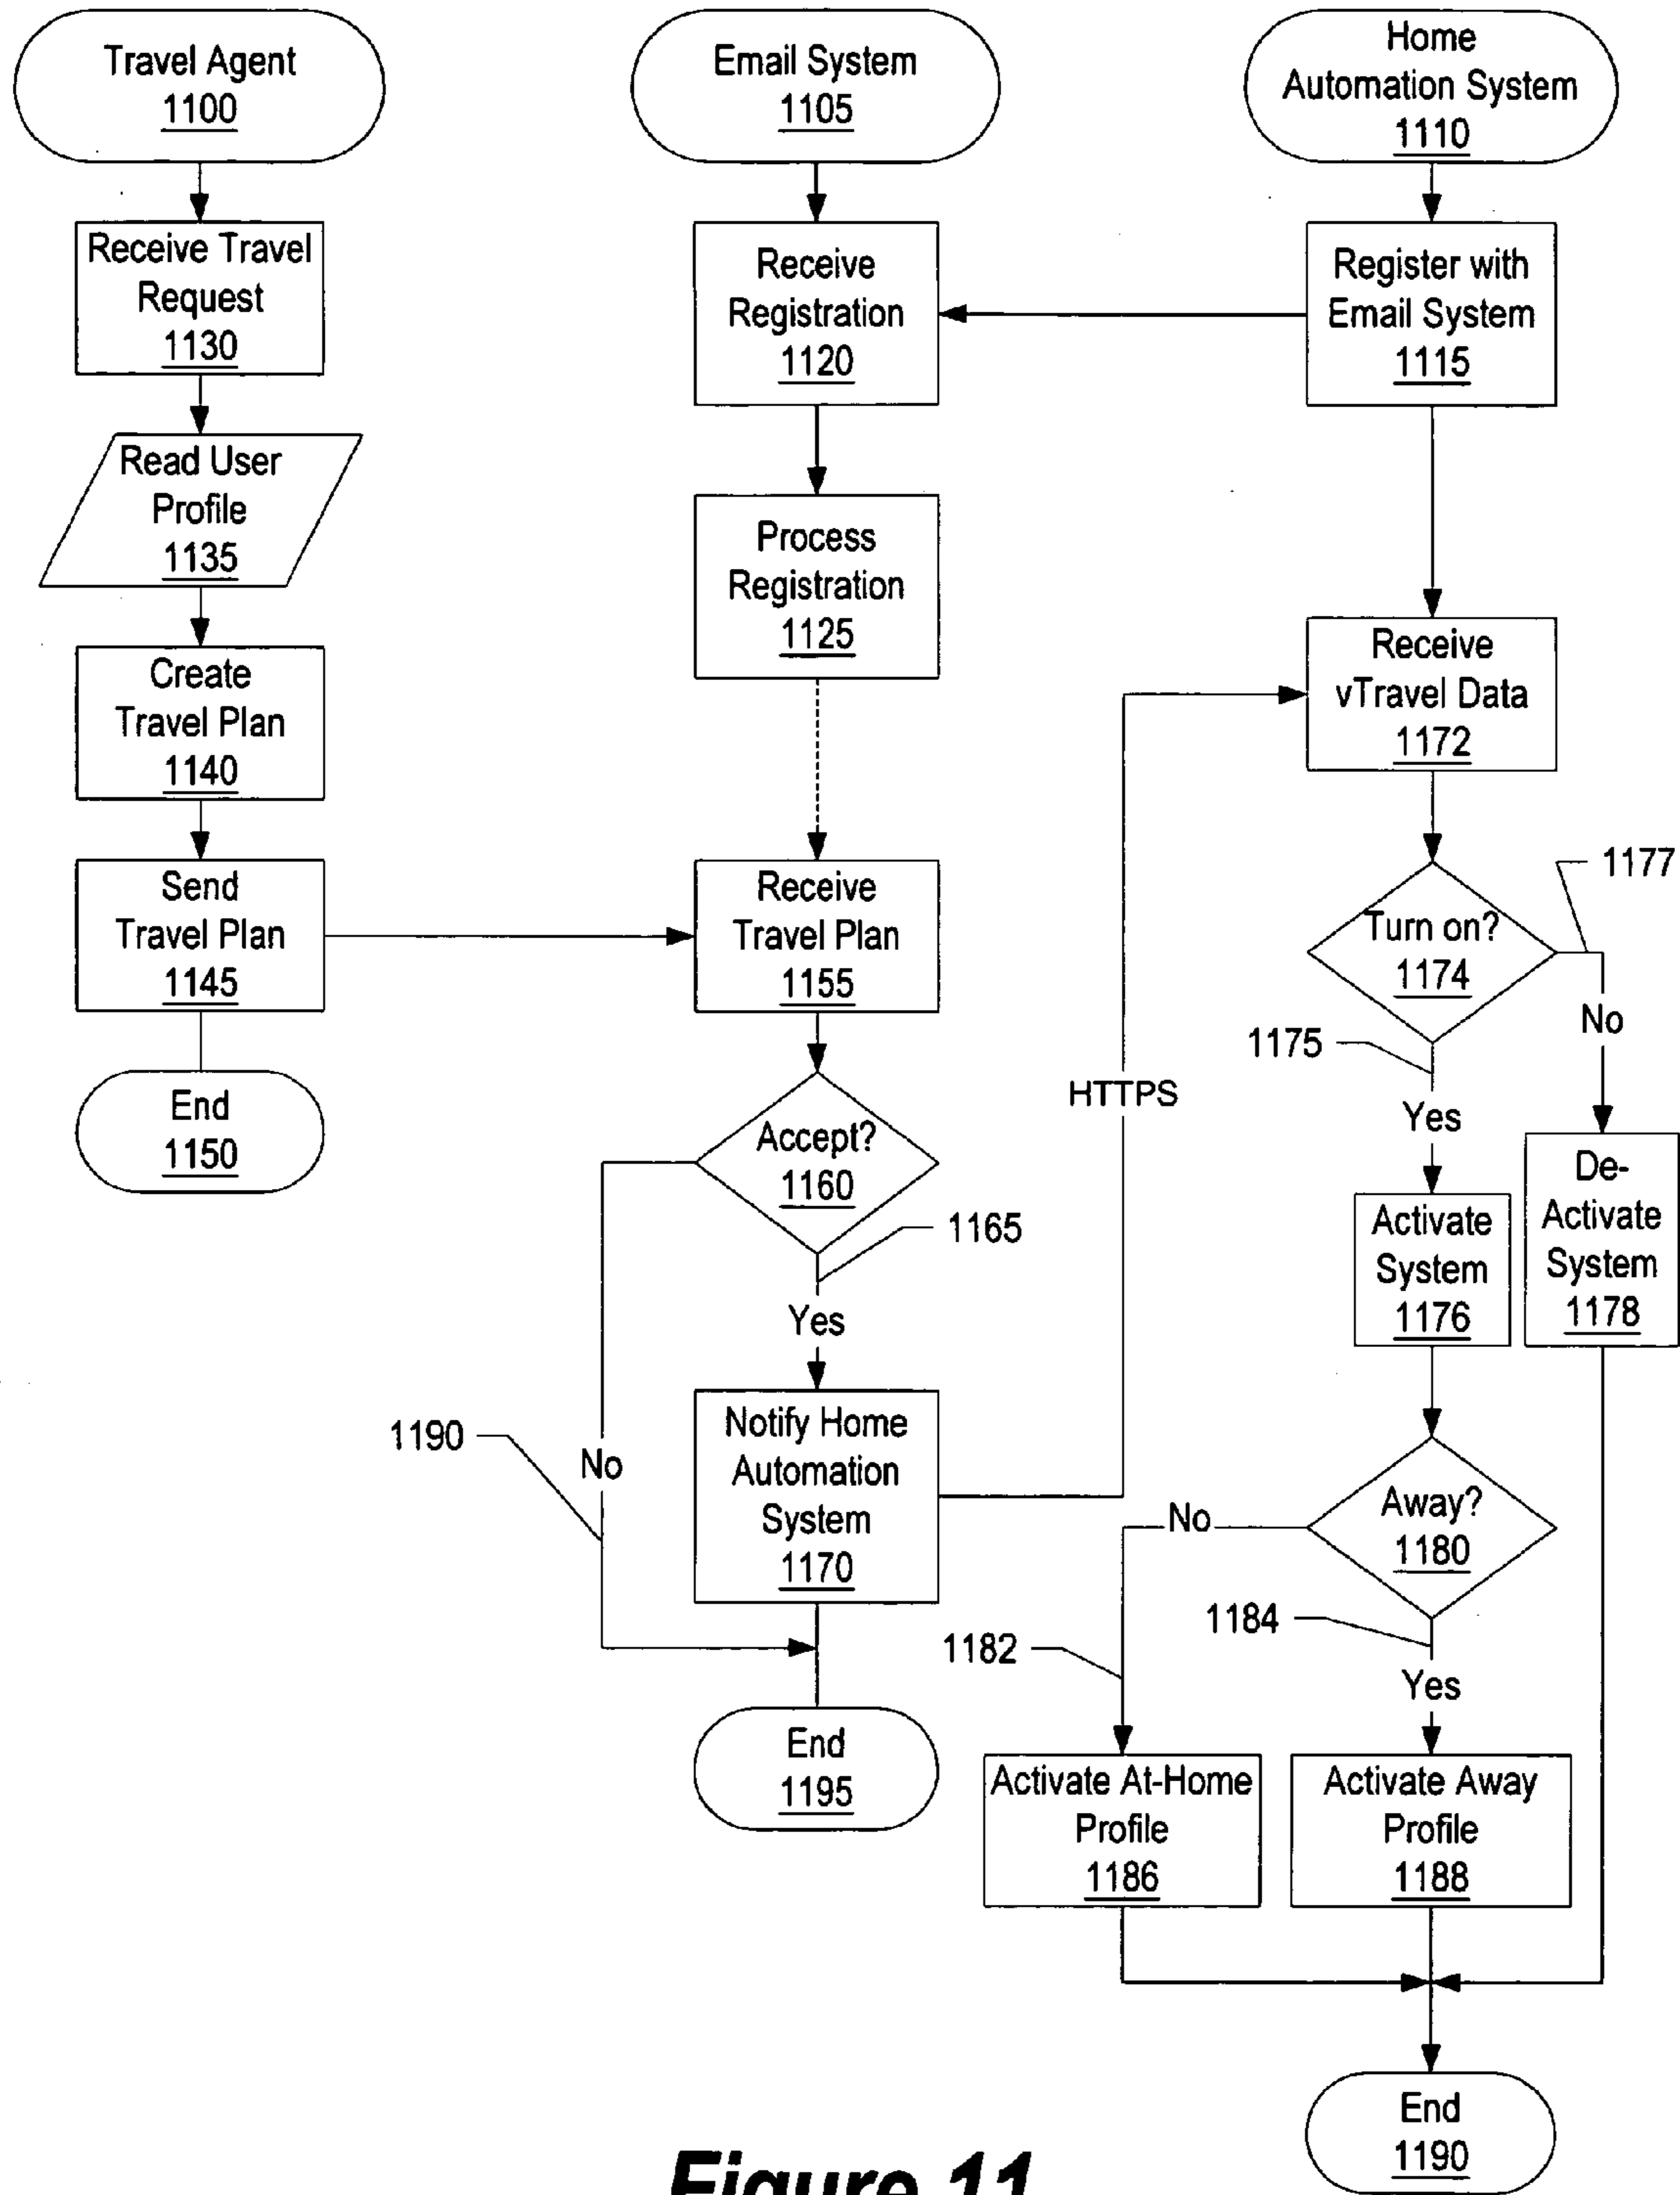 Travel Agent
1100
Receive Travel
Request
1130
Read User
Profile
1135
Create
Travel Plan
1140
Send
Travel Plan
1145
End
1150
Email System
1105
Receive
Registration
1120
Process
Registration
1125
Receive
Travel Plan
1155
Accept?
1160
1165
Yes
No
1190
Notify Home
Automation
System
1170
HTTPS
End
1195
Home
Automation System
1110
Register with
Email System
1115
Receive
vTravel Data
1172
Turn on?
1174
1177
No
1175
Yes
Activate
System
1176
De-
Activate
System
1178
Away?
1180
No
1182
1184
Yes
Activate At-Home
Profile
1186
Activate Away
Profile
1188
End
1190
Figure 11